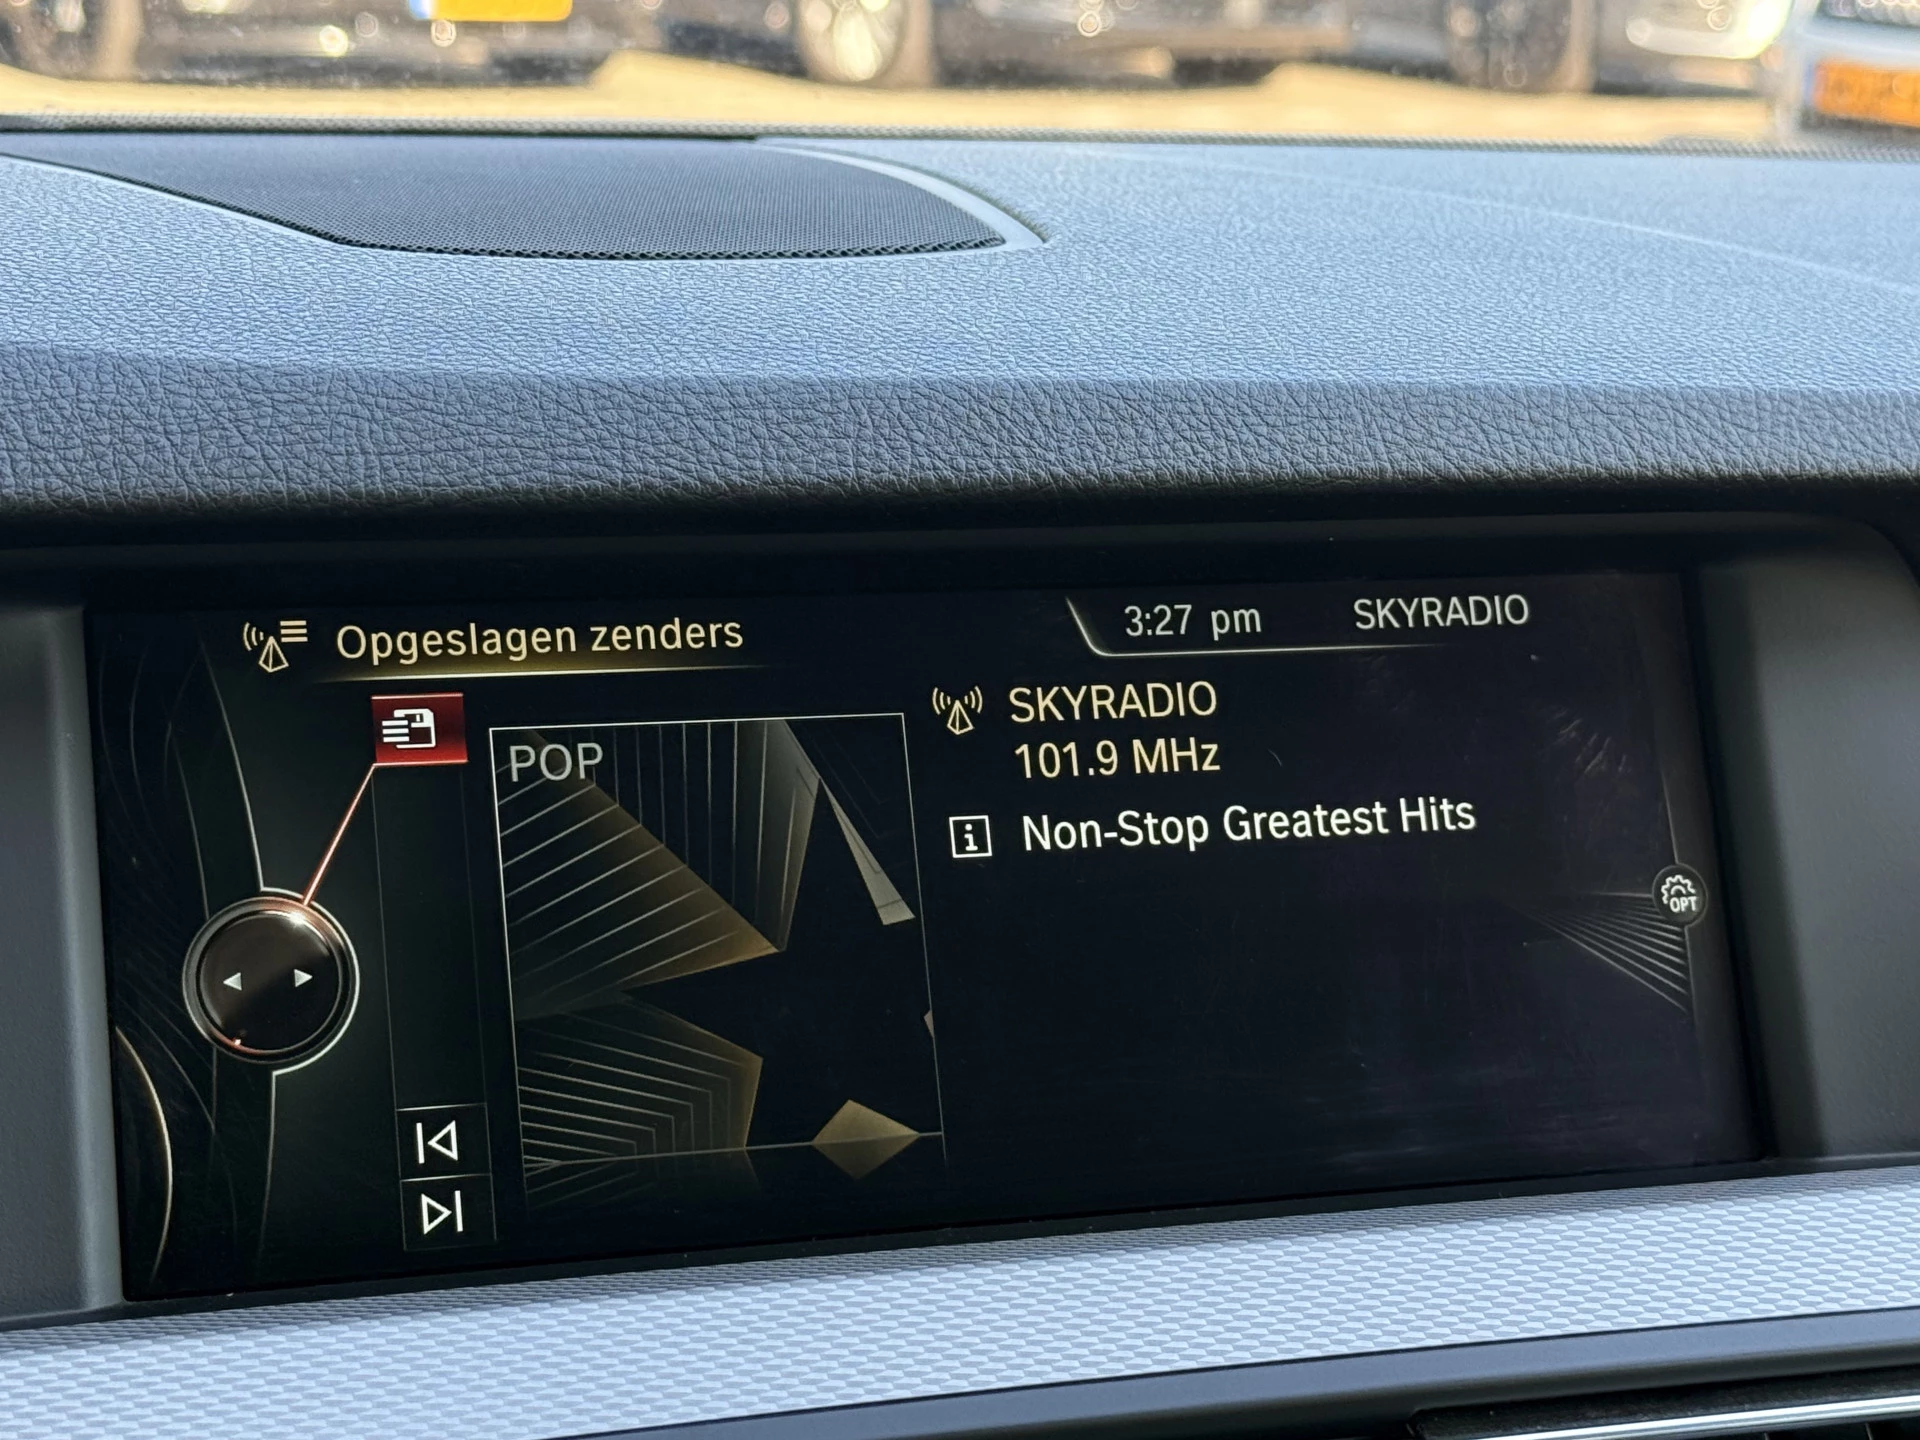 Opgeslagen zenders
3:27 pm SKYRADIO
POP
SKYRADIO
101.9 MHz
i Non-Stop Greatest Hits
OPT